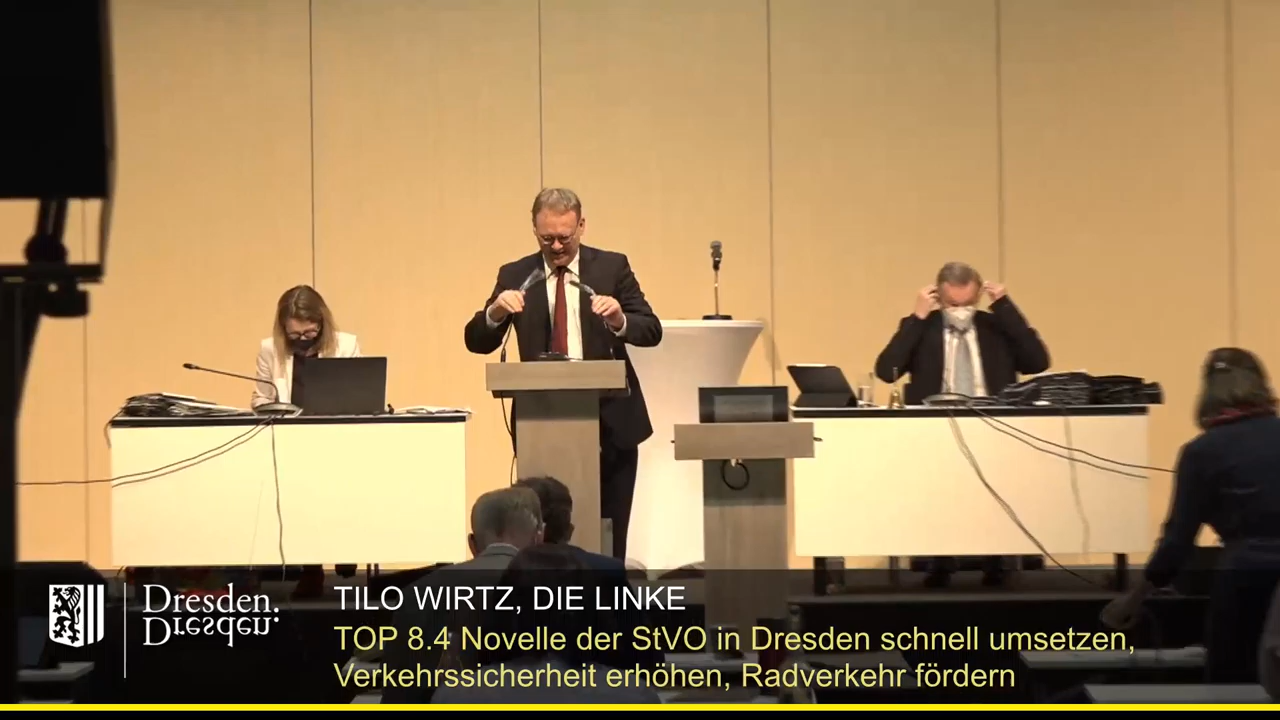 Dresden.
Dresden.
TILO WIRTZ, DIE LINKE
TOP 8.4 Novelle der StVO in Dresden schnell umsetzen,
Verkehrssicherheit erhöhen, Radverkehr fördern